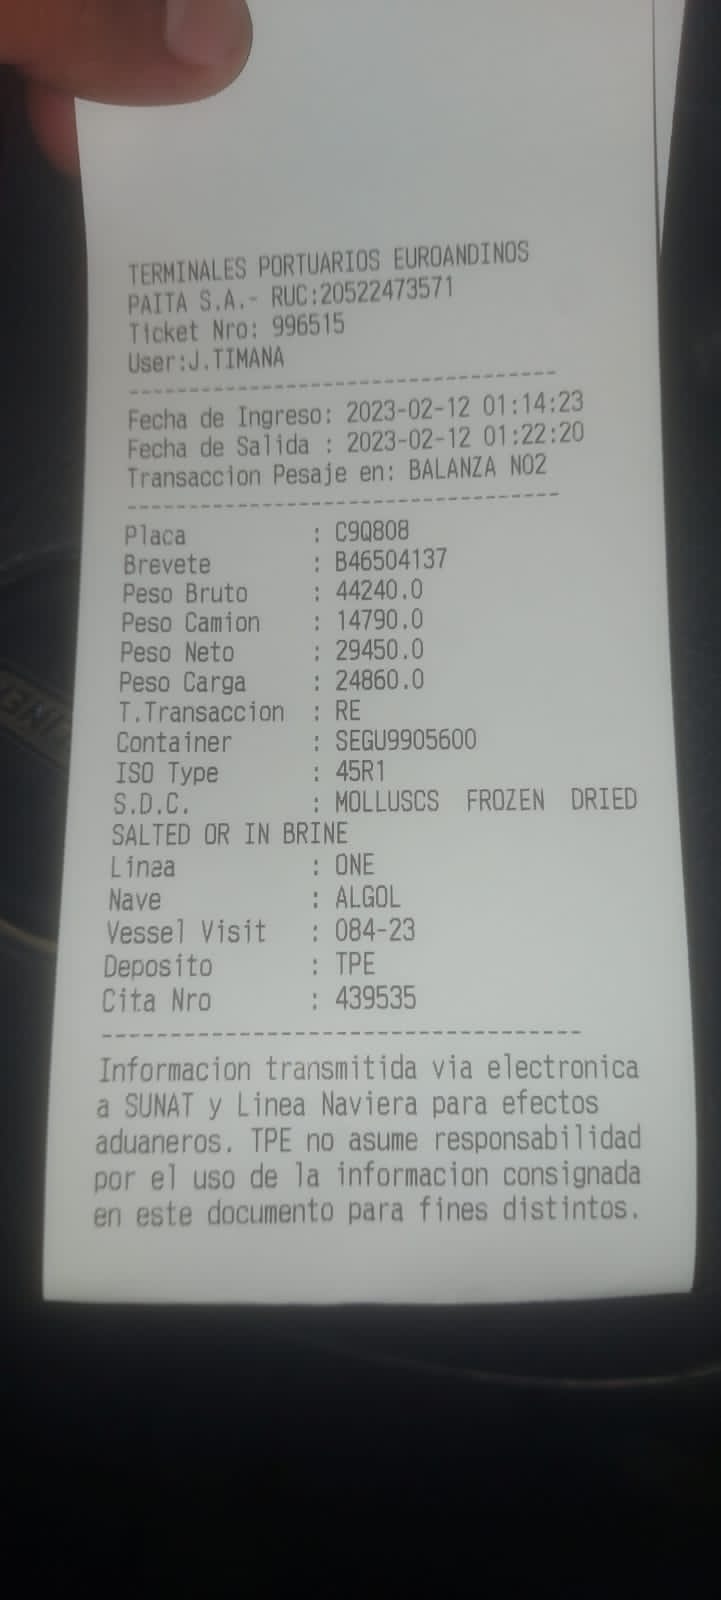 TERMINALES PORTUARIOS EUROANDINOS
PAITA S.A.- RUC:20522473571
Ticket Nro: 996515
User:J.TIMANA
------------------------------------
Fecha de Ingreso: 2023-02-12 01:14:23
Fecha de Salida : 2023-02-12 01:22:20
Transaccion Pesaje en: BALANZA NO2
------------------------------------
Placa : C9Q808
Brevete : B46504137
Peso Bruto : 44240.0
Peso Camion : 14790.0
Peso Neto : 29450.0
Peso Carga : 24860.0
T.Transaccion : RE
Container : SEGU9905600
ISO Type : 45R1
S.D.C. : MOLLUSCS FROZEN DRIED
SALTED OR IN BRINE
Linea : ONE
Nave : ALGOL
Vessel Visit : 084-23
Deposito : TPE
Cita Nro : 439535
------------------------------------
Informacion transmitida via electronica
a SUNAT y Linea Naviera para efectos
aduaneros. TPE no asume responsabilidad
por el uso de la informacion consignada
en este documento para fines distintos.